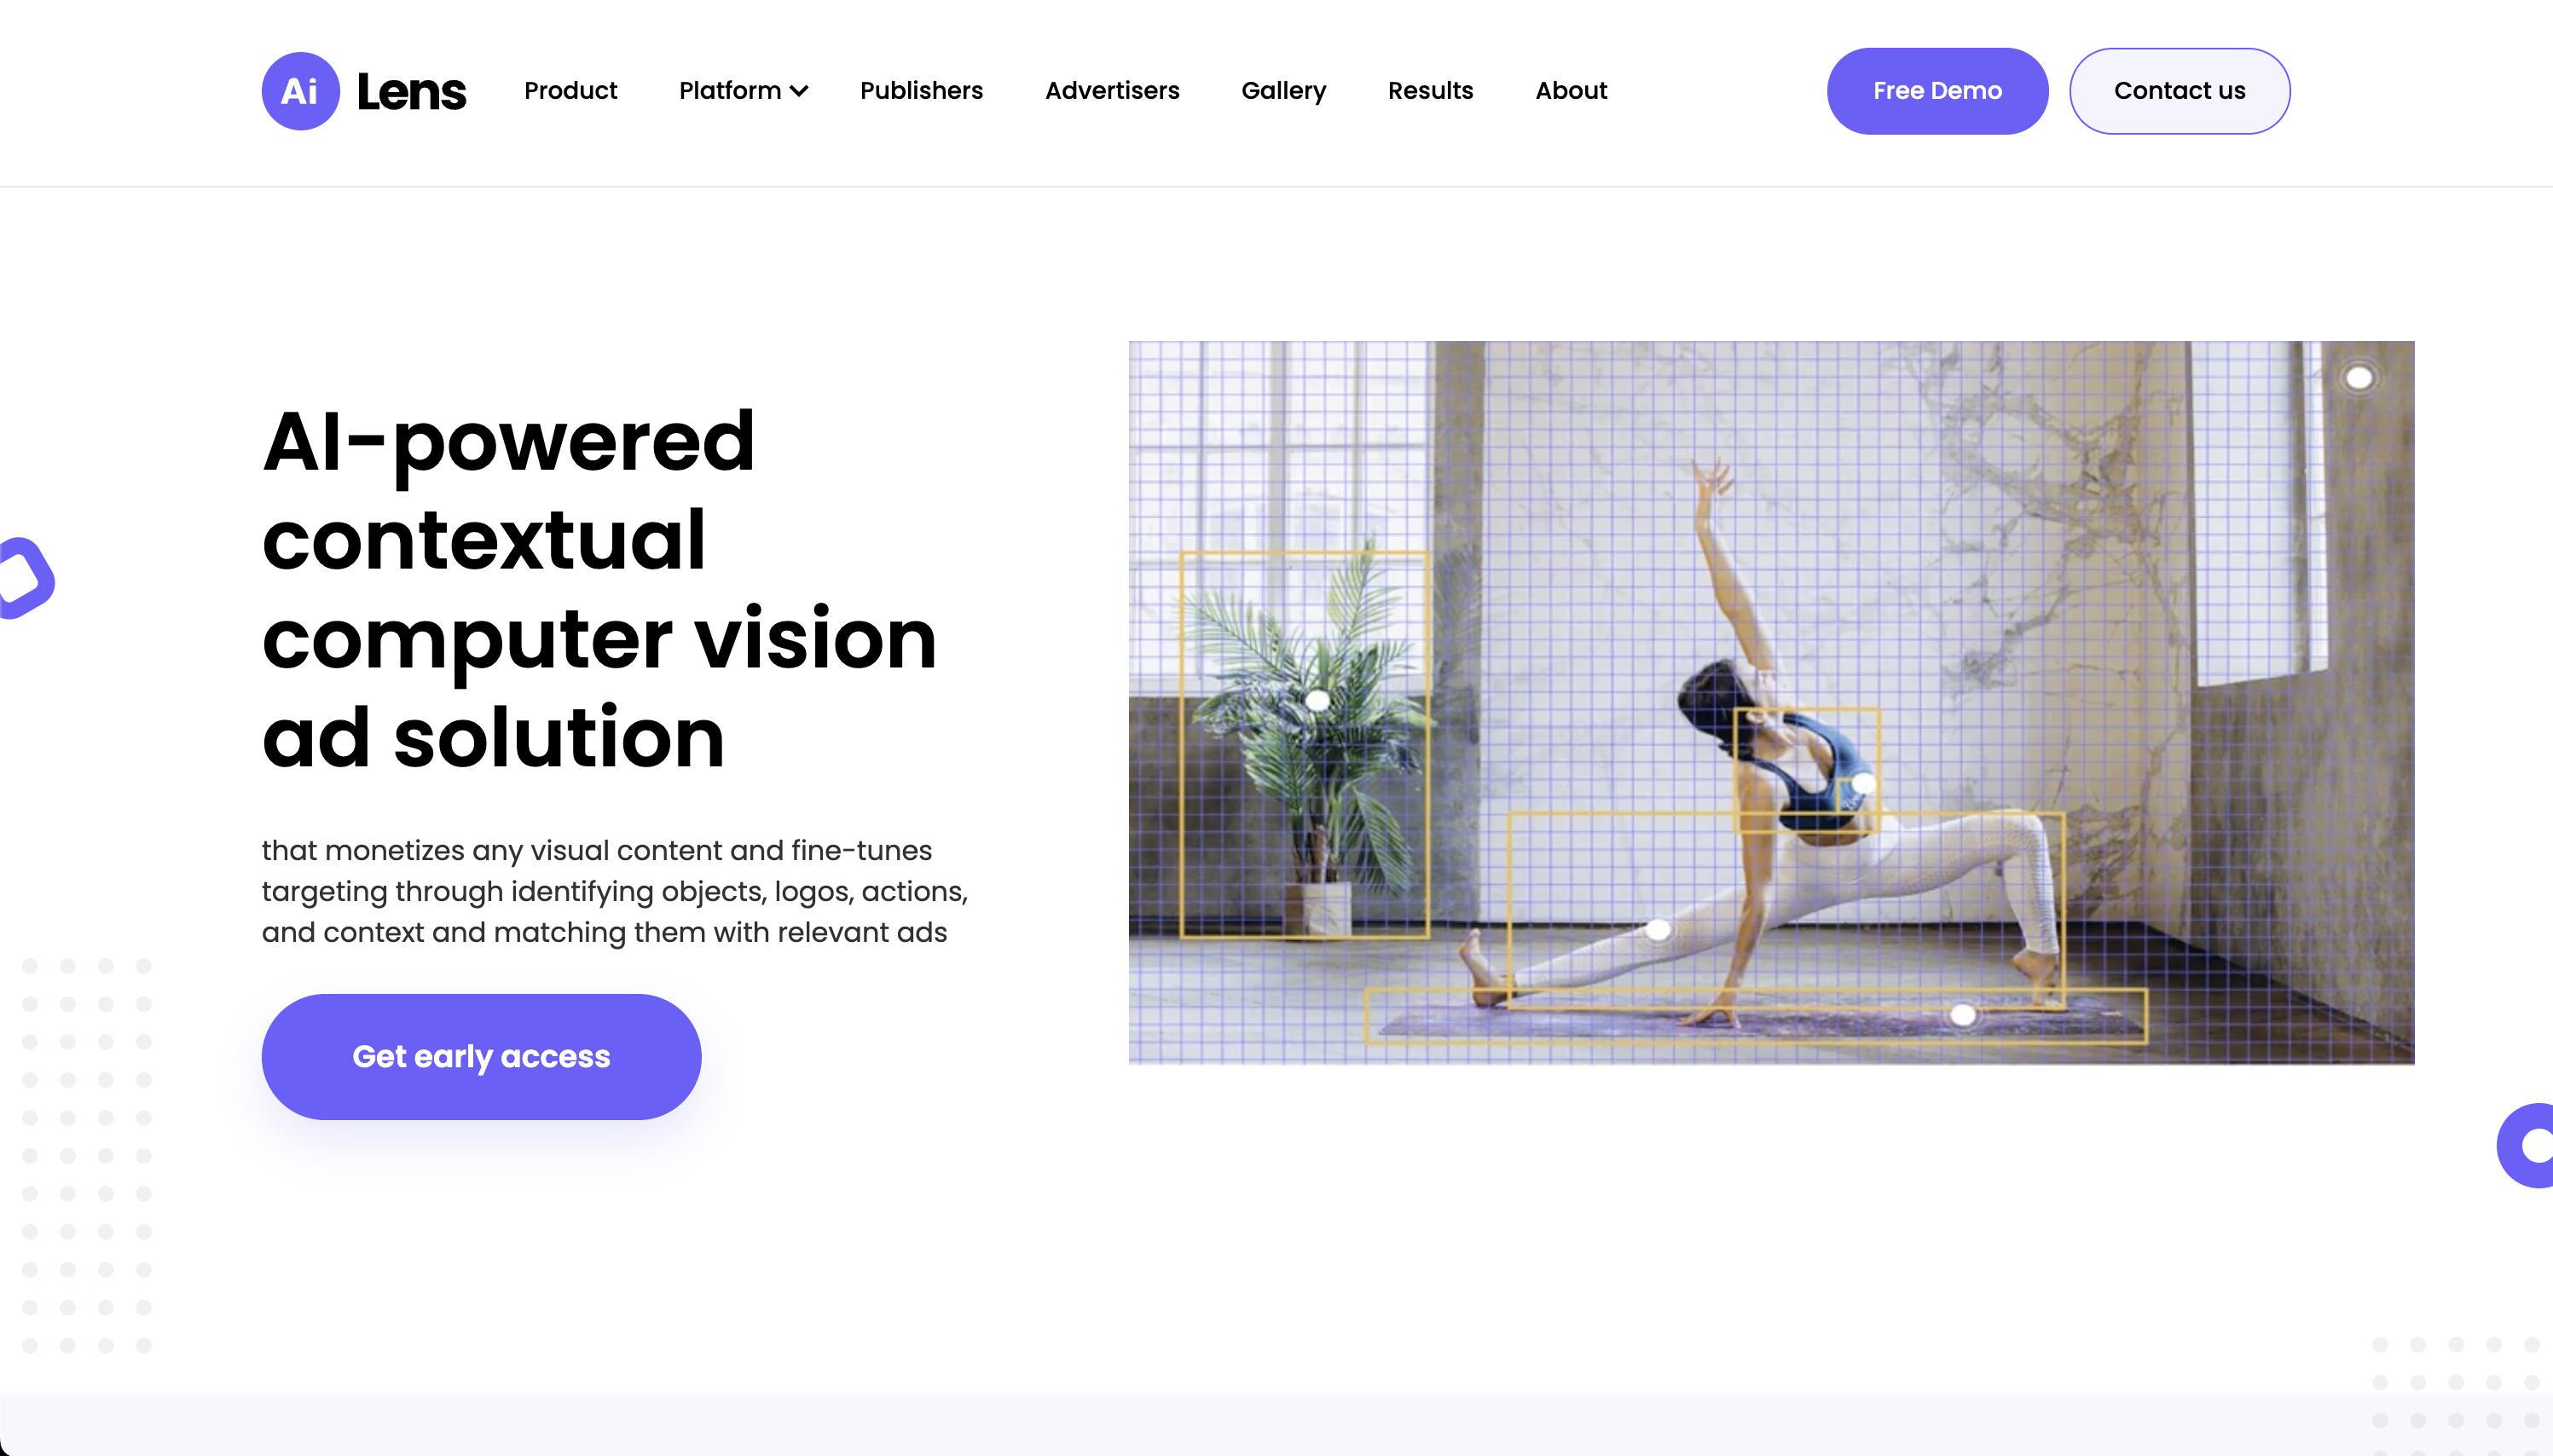 Ai Lens
Product
Platform
Publishers
Advertisers
Gallery
Results
About
Free Demo
Contact us
AI-powered
contextual
computer vision
ad solution
that monetizes any visual content and fine-tunes
targeting through identifying objects, logos, actions,
and context and matching them with relevant ads
Get early access